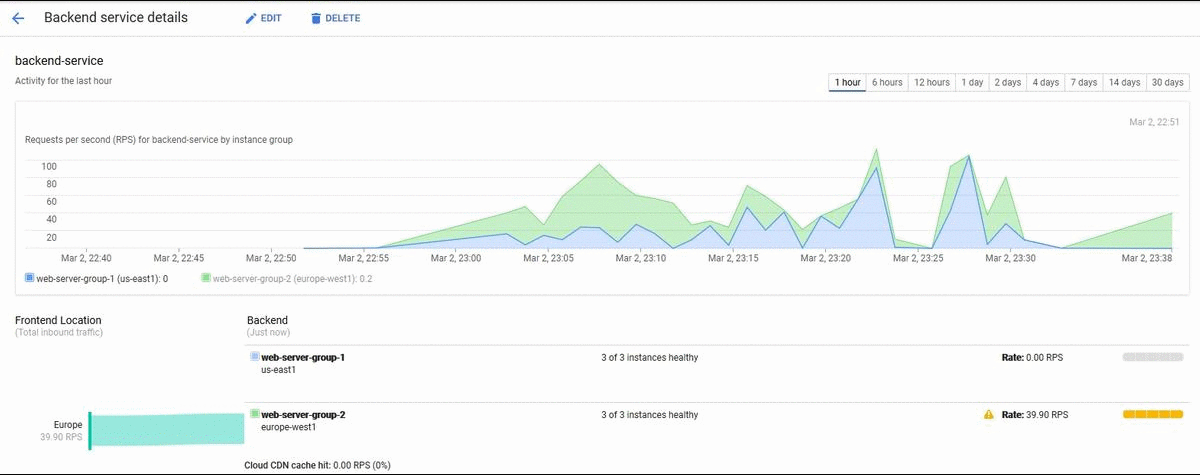 Backend service details EDIT DELETE
backend-service
Activity for the last hour
1 hour 6 hours 12 hours 1 day 2 days 4 days 7 days 14 days 30 days
Mar 2, 22:51
Requests per second (RPS) for backend-service by instance group
100
80
60
40
20
Mar 2, 22:40 Mar 2, 22:45 Mar 2, 22:50 Mar 2, 22:55 Mar 2, 23:00 Mar 2, 23:05 Mar 2, 23:10 Mar 2, 23:15 Mar 2, 23:20 Mar 2, 23:25 Mar 2, 23:30 Mar 2, 23:38
web-server-group-1 (us-east1): 0 web-server-group-2 (europe-west1): 0.2
Frontend Location Backend
(Total inbound traffic) (Just now)
web-server-group-1 3 of 3 instances healthy Rate: 0.00 RPS
us-east1
web-server-group-2 3 of 3 instances healthy Rate: 39.90 RPS
Europe europe-west1
39.90 RPS
Cloud CDN cache hit: 0.00 RPS (0%)